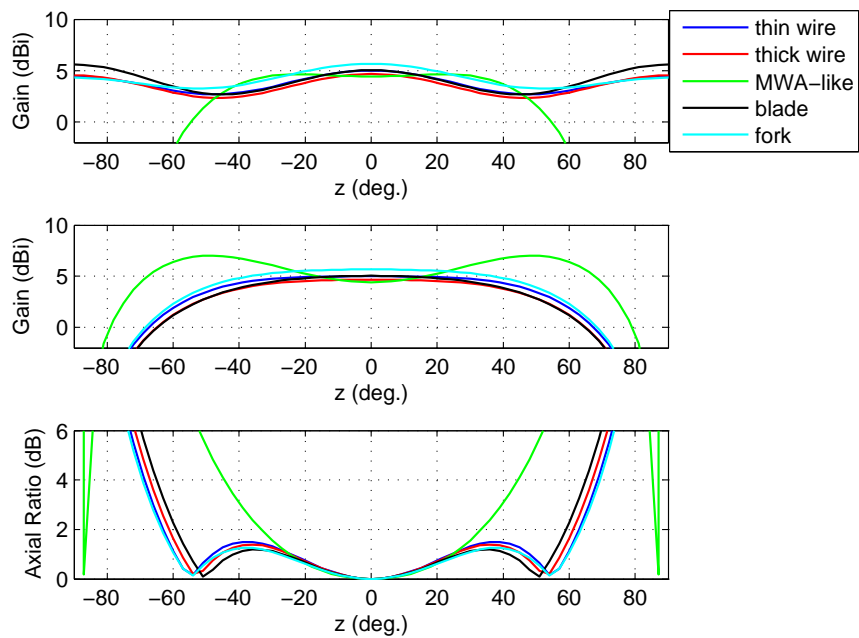 10
5
0
Gain (dBi)
−80 −60 −40 −20 0 20 40 60 80
z (deg.)
thin wire
thick wire
MWA−like
blade
fork
10
5
0
Gain (dBi)
−80 −60 −40 −20 0 20 40 60 80
z (deg.)
6
4
2
0
Axial Ratio (dB)
−80 −60 −40 −20 0 20 40 60 80
z (deg.)